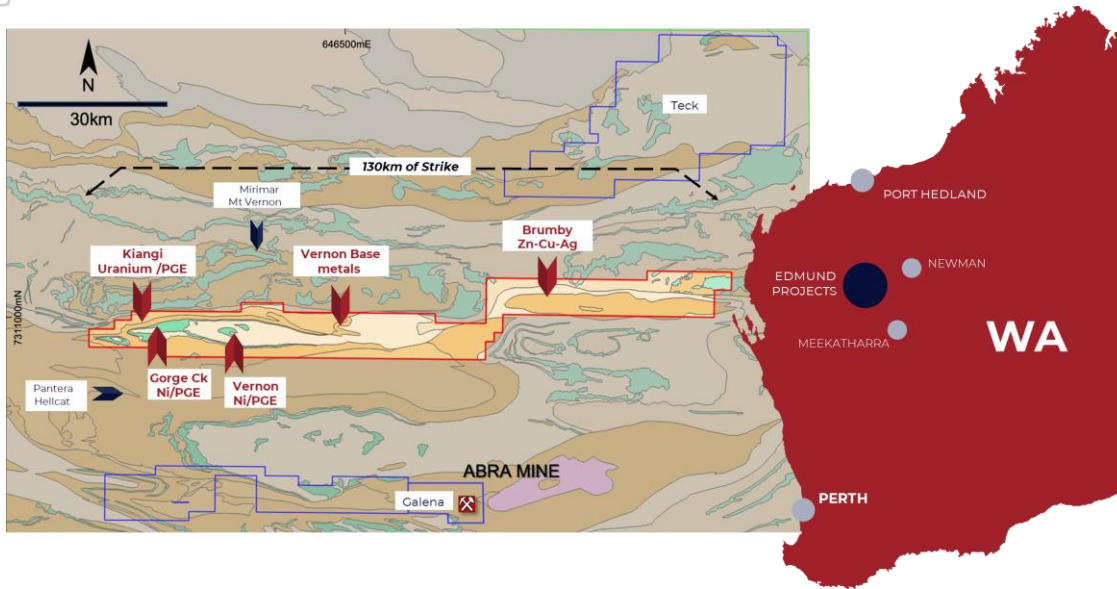 646500mE
N
30km
Teck
130km of Strike
Mirimar
Mt Vernon
Kiangi
Uranium /PGE
Vernon Base
metals
Brumby
Zn-Cu-Ag
7311000mN
Pantera
Hellcat
Gorge Ck
Ni/PGE
Vernon
Ni/PGE
ABRA MINE
Galena
PORT HEDLAND
NEWMAN
EDMUND
PROJECTS
MEEKATHARRA
WA
PERTH